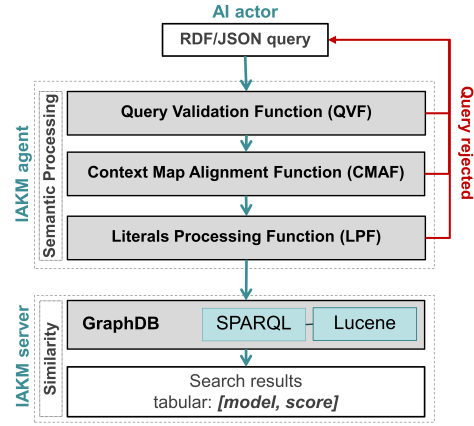 AI actor
RDF/JSON query
IAKM agent
Semantic Processing
Query Validation Function (QVF)
Context Map Alignment Function (CMAF)
Literals Processing Function (LPF)
Query rejected
IAKM server
Similarity
GraphDB
SPARQL
Lucene
Search results
tabular: [model, score]